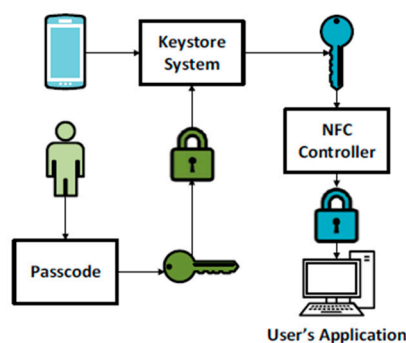 Keystore
System
NFC
Controller
Passcode
User's Application